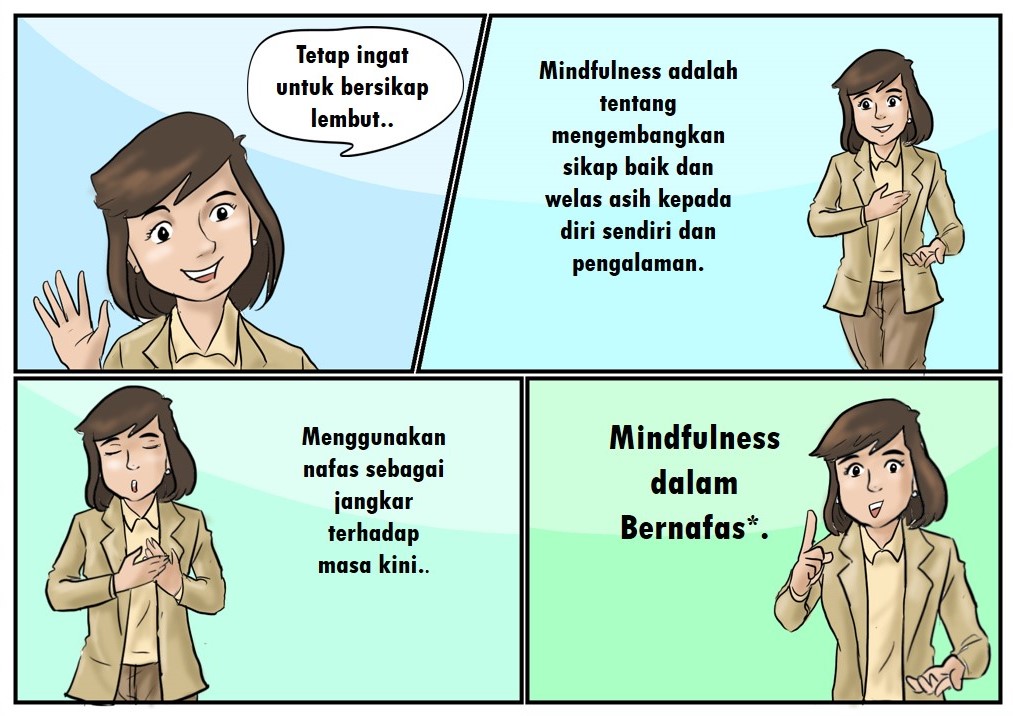 Tetap ingat
untuk bersikap
lembut..
Mindfulness adalah
tentang
mengembangkan
sikap baik dan
welas asih kepada
diri sendiri dan
pengalaman.
Menggunakan
nafas sebagai
jangkar
terhadap
masa kini..
Mindfulness
dalam
Bernafas*.